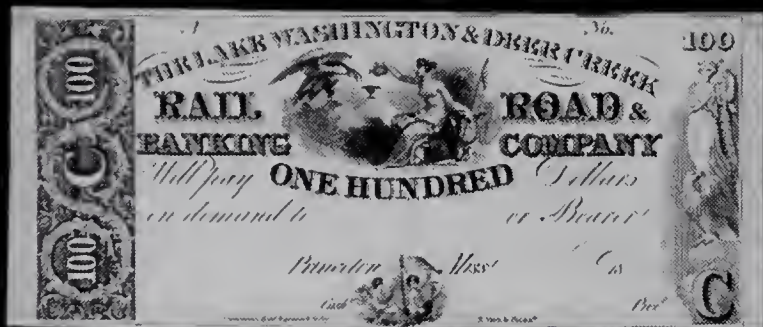 A No. 100
THE LAKE WASHINGTON & DEER CREEK
100
RAIL ROAD &
BANKING COMPANY
C
Will pay ONE HUNDRED Dollars
on demand to or Bearer
100
Princeton, Miss. 18
Cash. Pres.
C